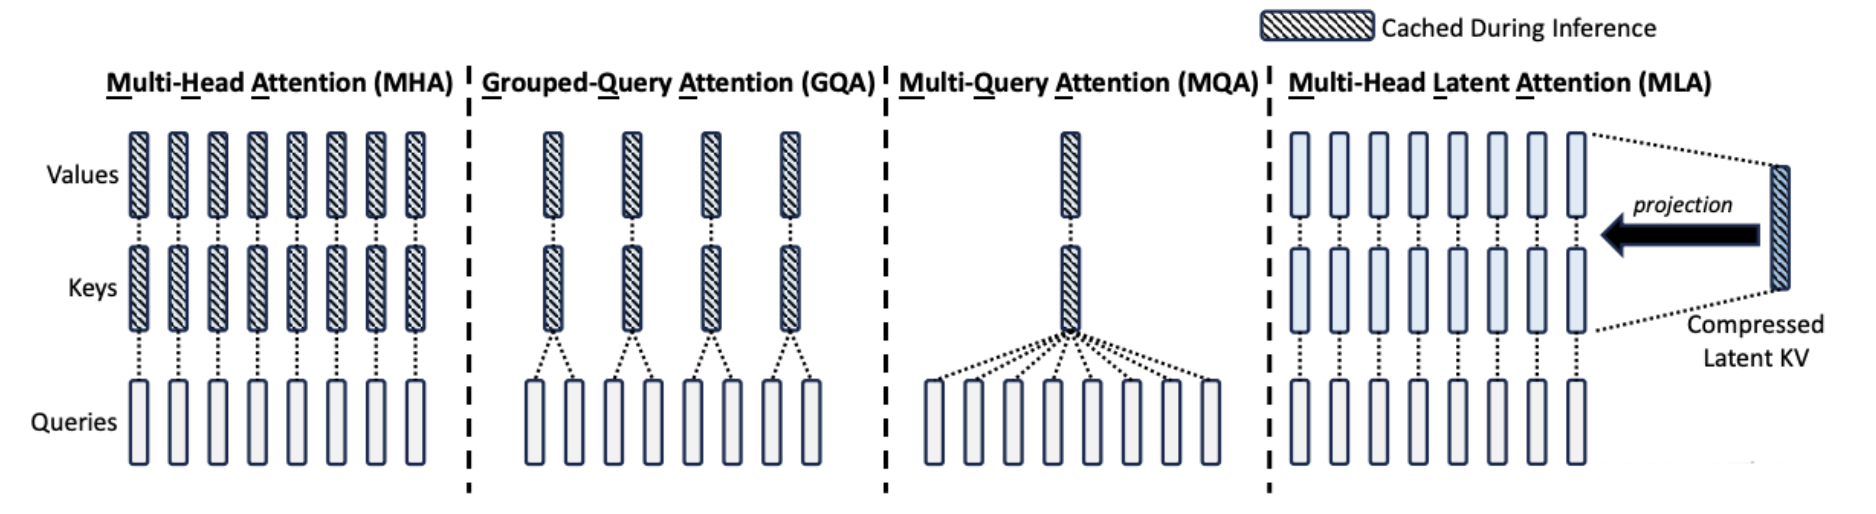 Cached During Inference
Multi-Head Attention (MHA)
Grouped-Query Attention (GQA)
Multi-Query Attention (MQA)
Multi-Head Latent Attention (MLA)
Values
Keys
Queries
projection
Compressed
Latent KV